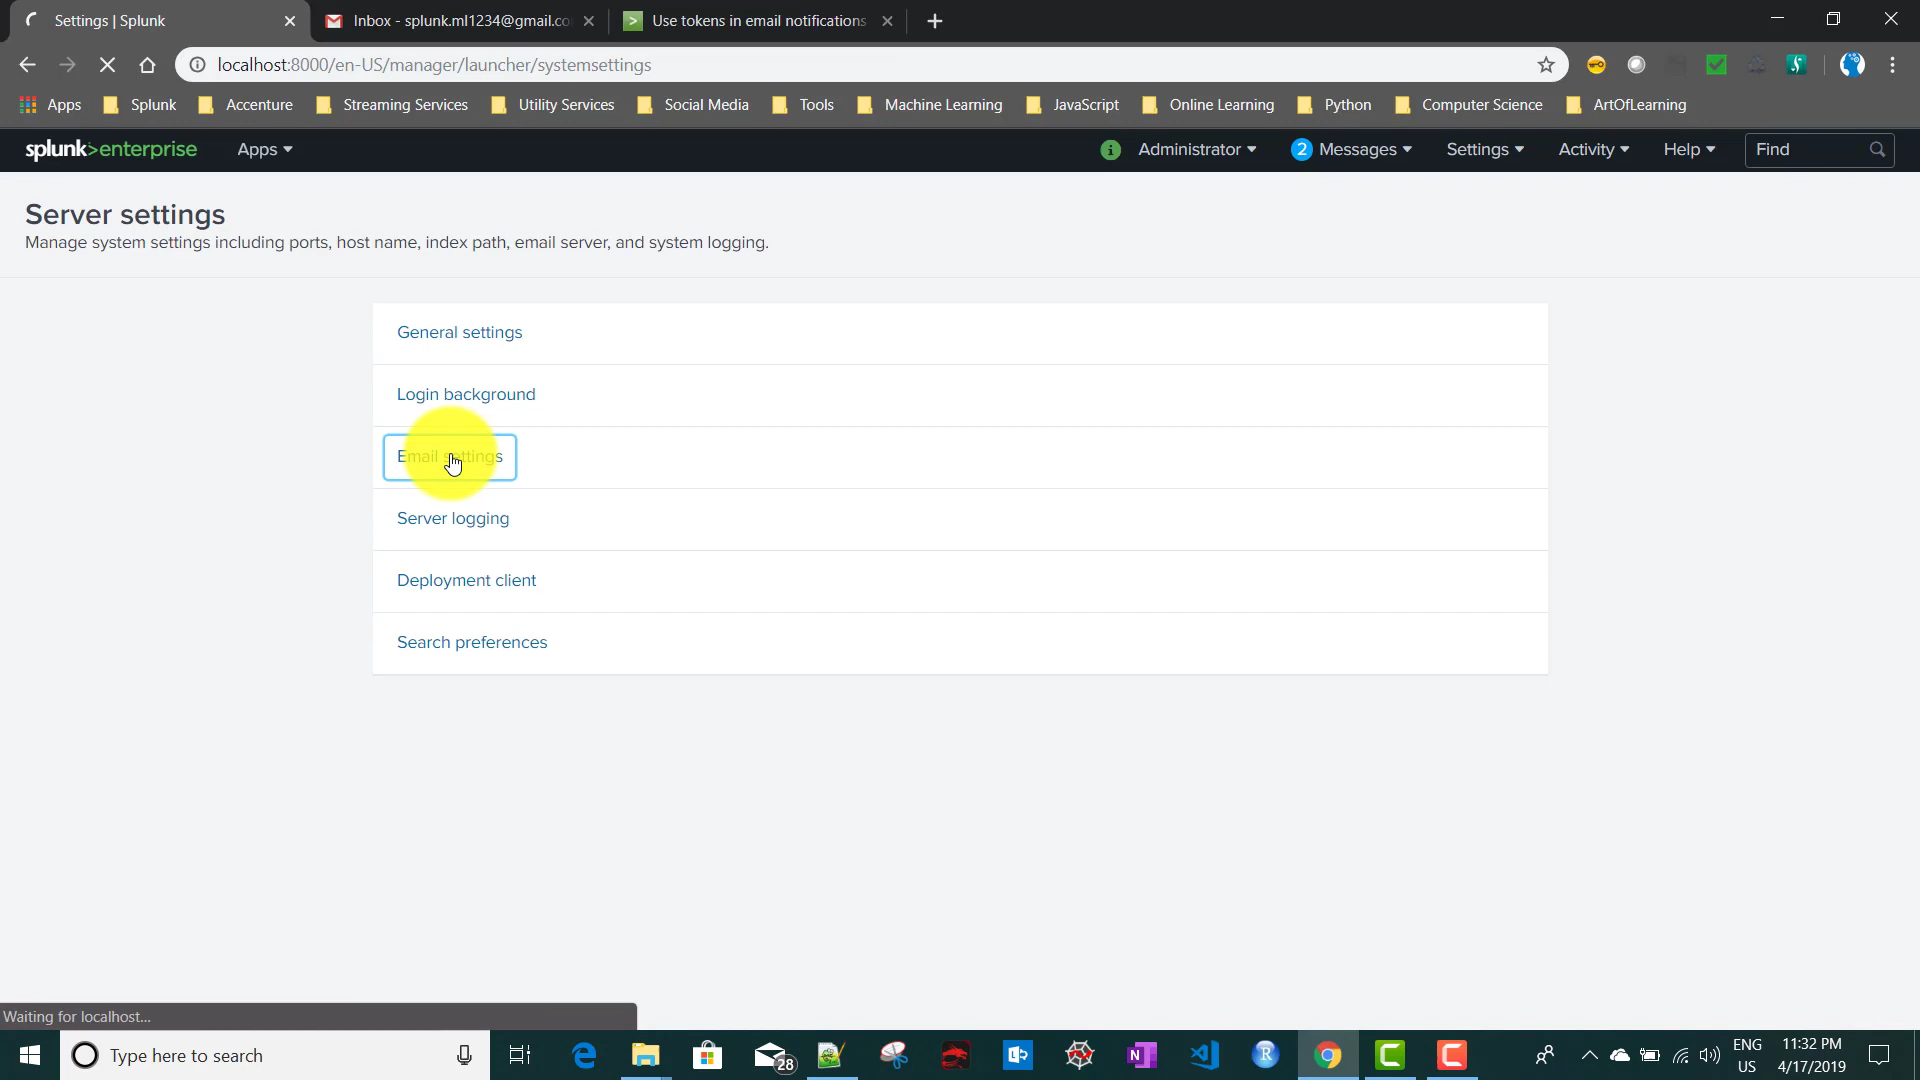 Settings | Splunk
Inbox - splunk.ml1234@gmail.co
Use tokens in email notifications
localhost:8000/en-US/manager/launcher/systemsettings
Apps
Splunk
Accenture
Streaming Services
Utility Services
Social Media
Tools
Machine Learning
JavaScript
Online Learning
Python
Computer Science
ArtOfLearning
splunk>enterprise
Apps
i
Administrator
2
Messages
Settings
Activity
Help
Find
Server settings
Manage system settings including ports, host name, index path, email server, and system logging.
General settings
Login background
Email settings
Server logging
Deployment client
Search preferences
Waiting for localhost...
Type here to search
28
ENG
US
11:32 PM
4/17/2019